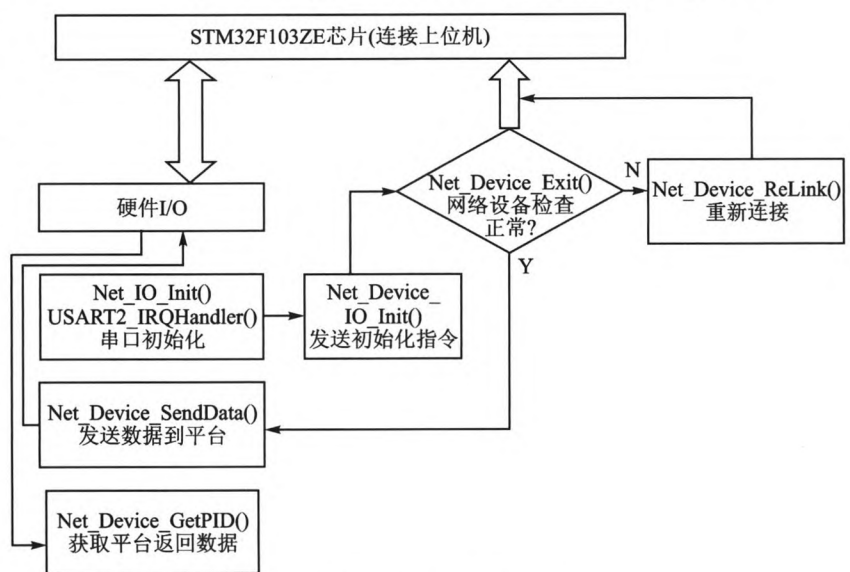 STM32F103ZE芯片(连接上位机)
硬件I/O
Net_Device_Exit()
网络设备检查
正常?
N
Net_Device_ReLink()
重新连接
Y
Net_IO_Init()
USART2_IRQHandler()
串口初始化
Net_Device_
IO_Init()
发送初始化指令
Net_Device_SendData()
发送数据到平台
Net_Device_GetPID()
获取平台返回数据